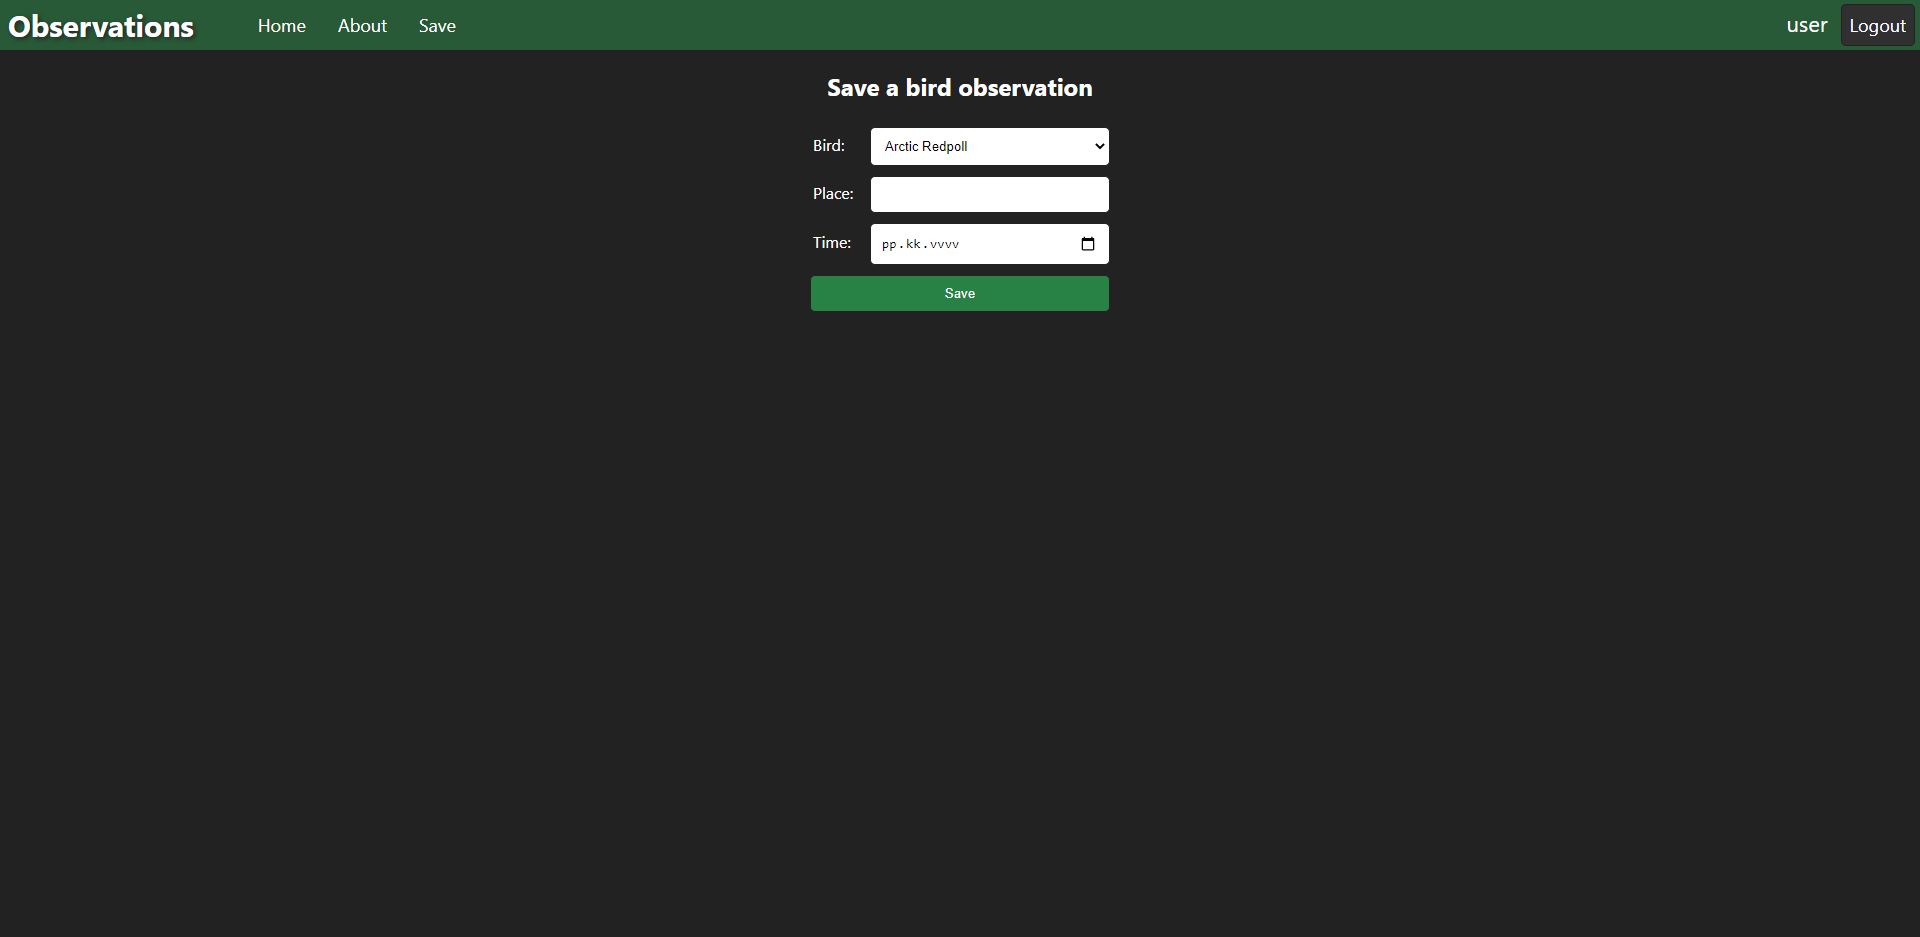 Observations Home About Save user Logout
Save a bird observation
Bird: Arctic Redpoll
Place:
Time: pp.kk.vvvv
Save